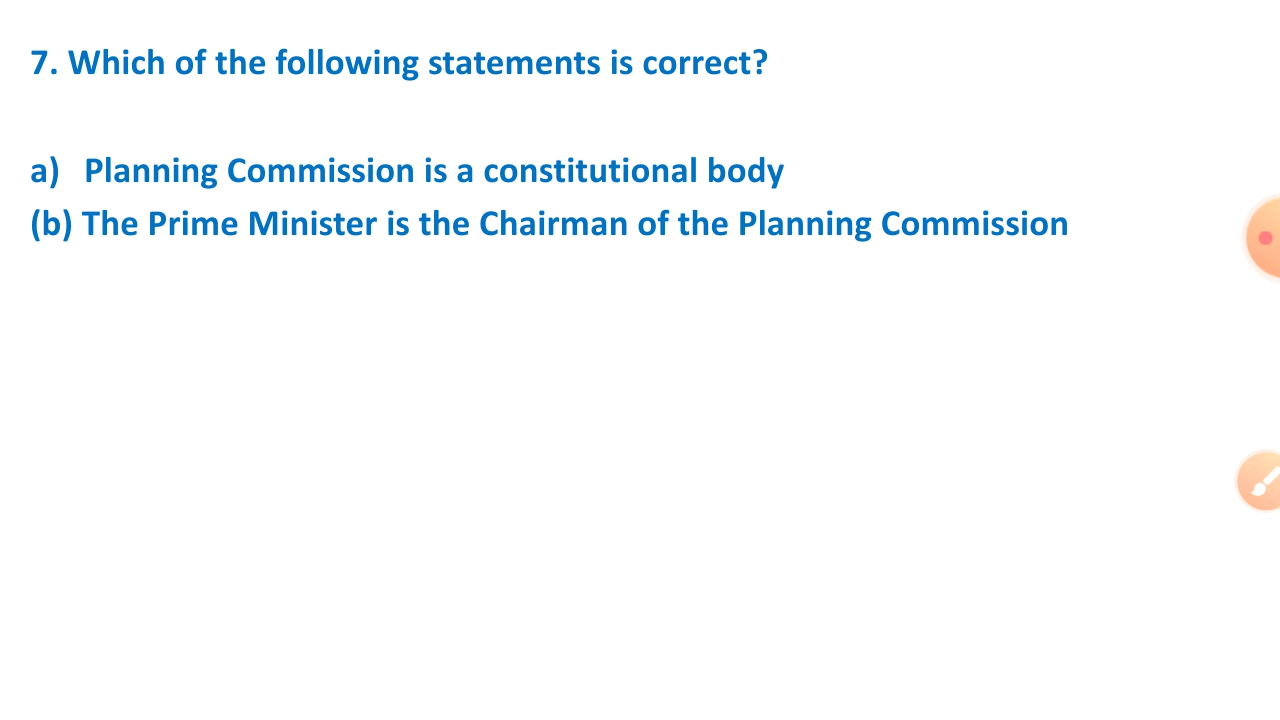 7. Which of the following statements is correct?
a) Planning Commission is a constitutional body
(b) The Prime Minister is the Chairman of the Planning Commission